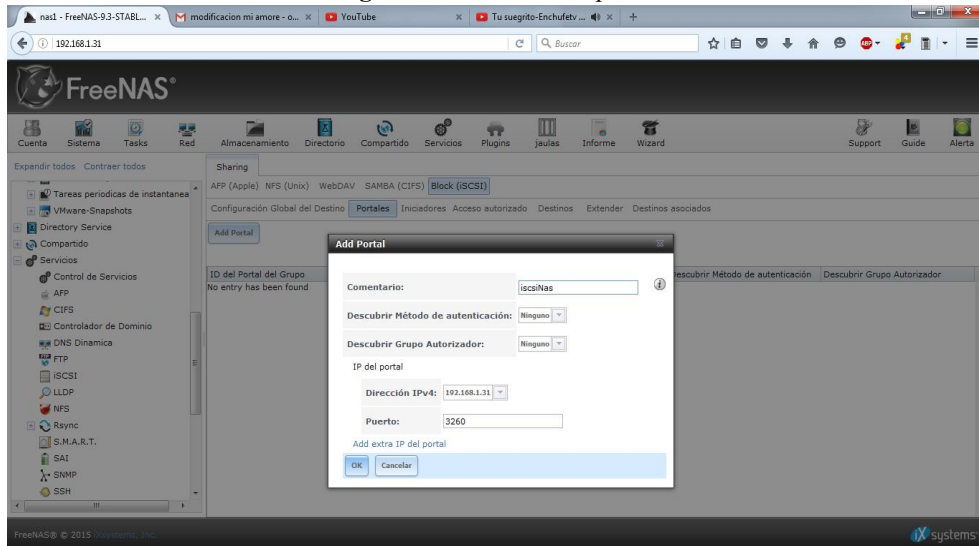 nas1 - FreeNAS-9.3-STABL...
modificacion mi amore - o...
YouTube
Tu suegrito-Enchufetv ...
192.168.1.31
Buscar
ABP
4
FreeNAS®
Cuenta Sistema Tasks Red Almacenamiento Directorio Compartido Servicios Plugins jaulas Informe Wizard Support Guide Alerta
Expandir todos Contraer todos
Sharing
AFP (Apple) NFS (Unix) WebDAV SAMBA (CIFS) Block (iSCSI)
Configuración Global del Destino Portales Iniciadores Acceso autorizado Destinos Extender Destinos asociados
Add Portal
ID del Portal del Grupo
Descubrir Método de autenticación Descubrir Grupo Autorizador
No entry has been found
Tareas periodicas de instantanea
VMware-Snapshots
Directory Service
Compartido
Servicios
Control de Servicios
AFP
CIFS
Controlador de Dominio
DNS Dinamica
FTP
iSCSI
LLDP
NFS
Rsync
S.M.A.R.T.
SAI
SNMP
SSH
Add Portal
Comentario: iscsiNas
Descubrir Método de autenticación: Ninguno
Descubrir Grupo Autorizador: Ninguno
IP del portal
Dirección IPv4: 192.168.1.31
Puerto: 3260
Add extra IP del portal
OK Cancelar
FreeNAS® © 2015 iXsystems, Inc.
iX systems